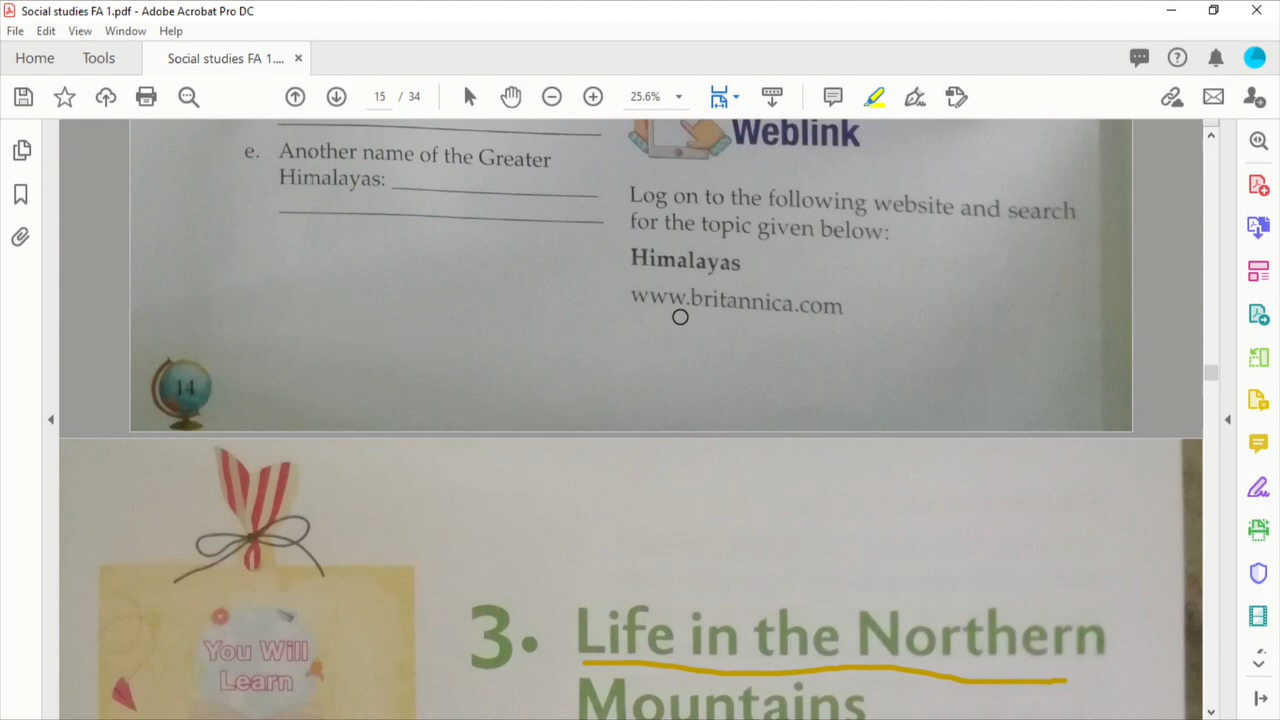 Social studies FA 1.pdf - Adobe Acrobat Pro DC
File Edit View Window Help
Home Tools Social studies FA 1....
15 / 34 25.6%
e. Another name of the Greater
Himalayas:
Weblink
Log on to the following website and search
for the topic given below:
Himalayas
www.britannica.com
14
You Will
Learn
3. Life in the Northern
Mountains